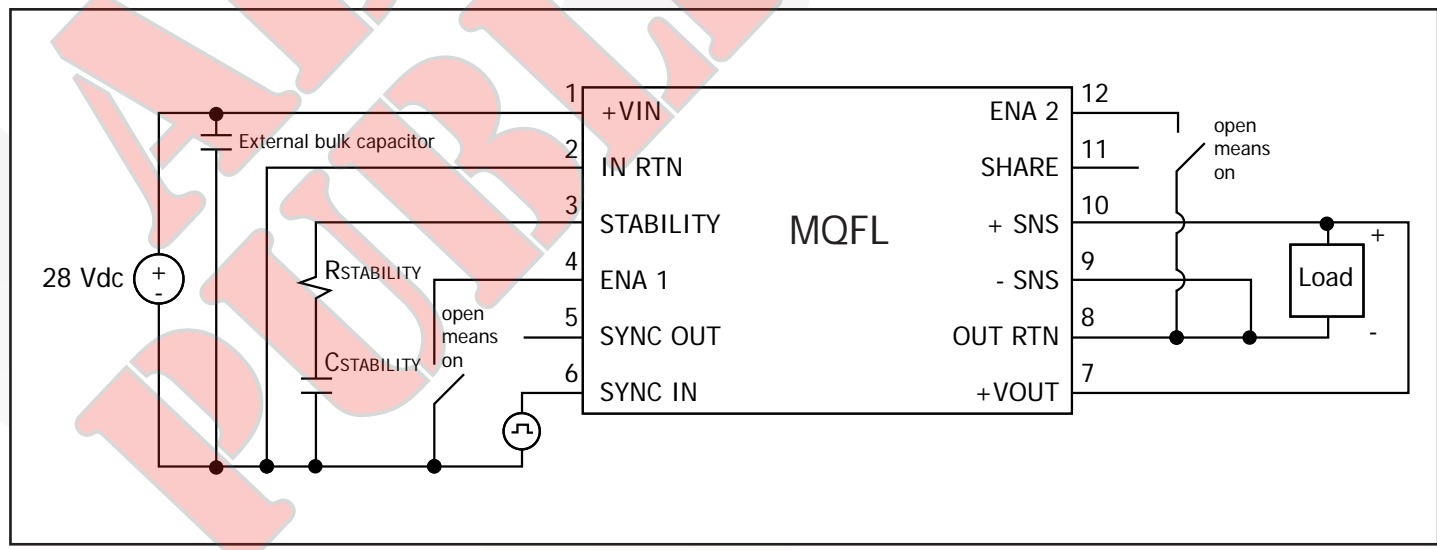 1
+VIN
External bulk capacitor
2
IN RTN
3
STABILITY
4
ENA 1
5
SYNC OUT
6
SYNC IN
MQFL
12
ENA 2
11
SHARE
10
+ SNS
9
- SNS
8
OUT RTN
7
+VOUT
28 Vdc
+
-
RSTABILITY
CSTABILITY
open
means
on
open
means
on
Load
+
-